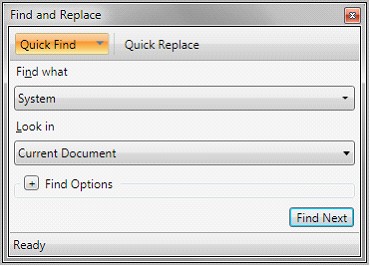 Find and Replace
Quick Find Quick Replace
Find what
System
Look in
Current Document
Find Options
Find Next
Ready